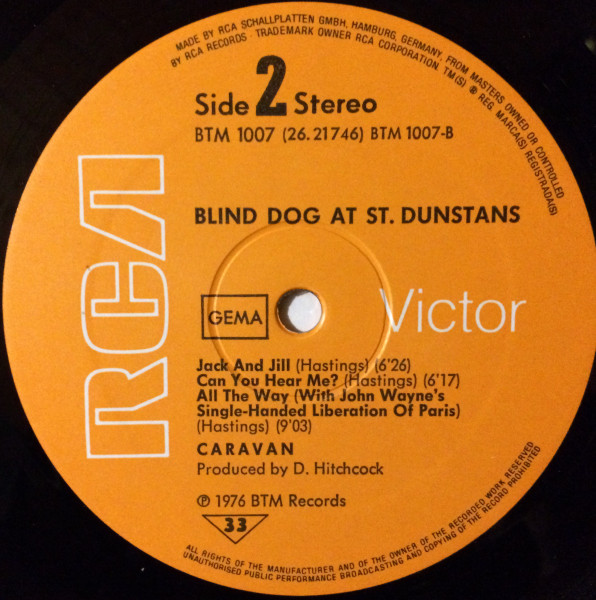 MADE BY RCA SCHALLPLATTEN GMBH, HAMBURG, GERMANY, FROM MASTERS OWNED OR CONTROLLED
BY RCA RECORDS · TRADEMARK OWNER RCA CORPORATION. TM(S) ® REG. MARCA(S) REGISTRADA(S)
Side 2 Stereo
BTM 1007 (26.21746) BTM 1007-B
BLIND DOG AT ST. DUNSTANS
RCA
Victor
GEMA
Jack And Jill (Hastings) (6'26)
Can You Hear Me? (Hastings) (6'17)
All The Way (With John Wayne's
Single-Handed Liberation Of Paris)
(Hastings) (9'03)
CARAVAN
Produced by D. Hitchcock
℗ 1976 BTM Records
33
ALL RIGHTS OF THE MANUFACTURER AND OF THE OWNER OF THE RECORDED WORK RESERVED
UNAUTHORISED PUBLIC PERFORMANCE BROADCASTING AND COPYING OF THE RECORD PROHIBITED